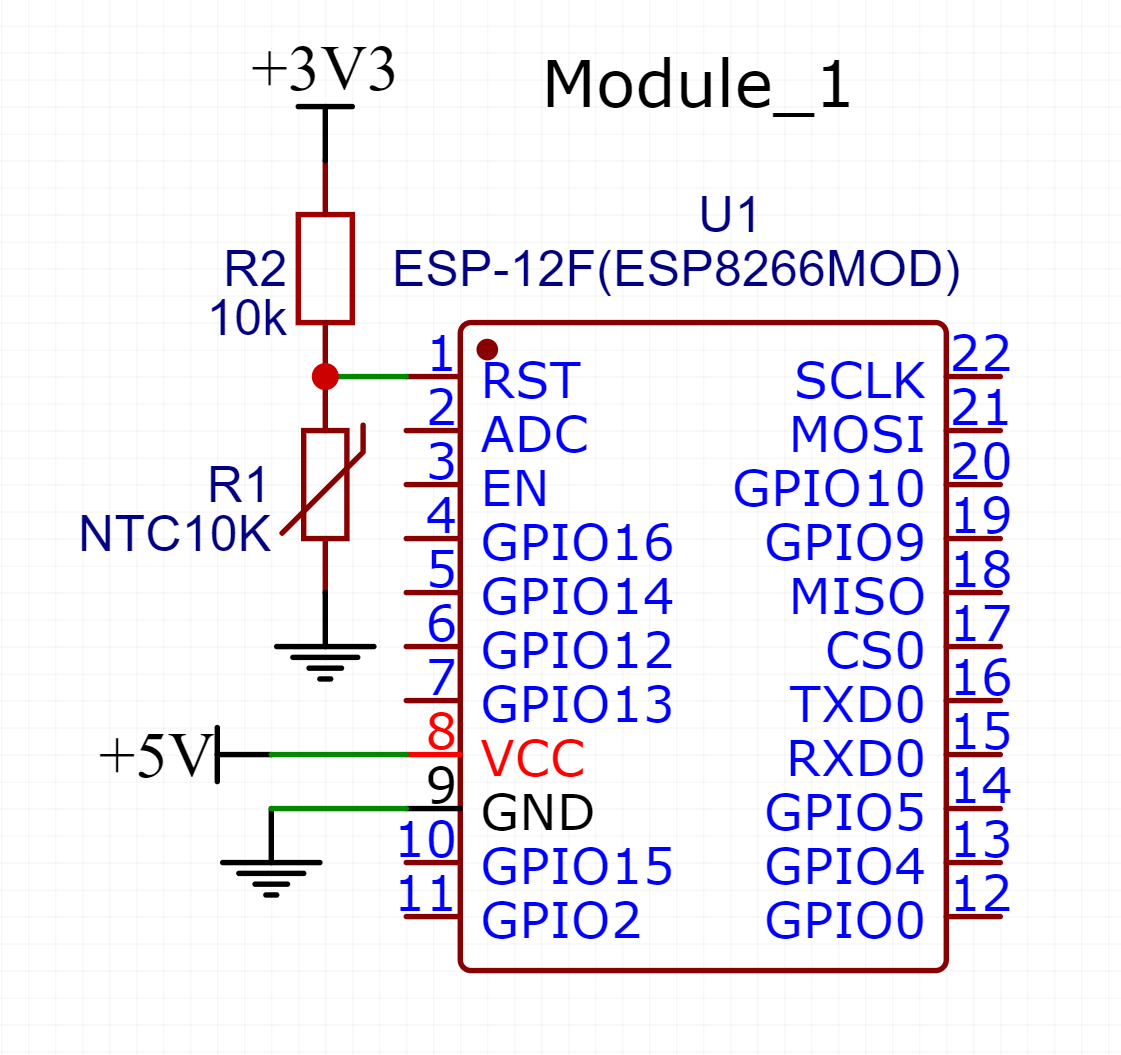 +3V3
Module_1
U1
ESP-12F(ESP8266MOD)
R2
10k
R1
NTC10K
+5V
1 RST SCLK 22
2 ADC MOSI 21
3 EN GPIO10 20
4 GPIO16 GPIO9 19
5 GPIO14 MISO 18
6 GPIO12 CS0 17
7 GPIO13 TXD0 16
8 VCC RXD0 15
9 GND GPIO5 14
10 GPIO15 GPIO4 13
11 GPIO2 GPIO0 12